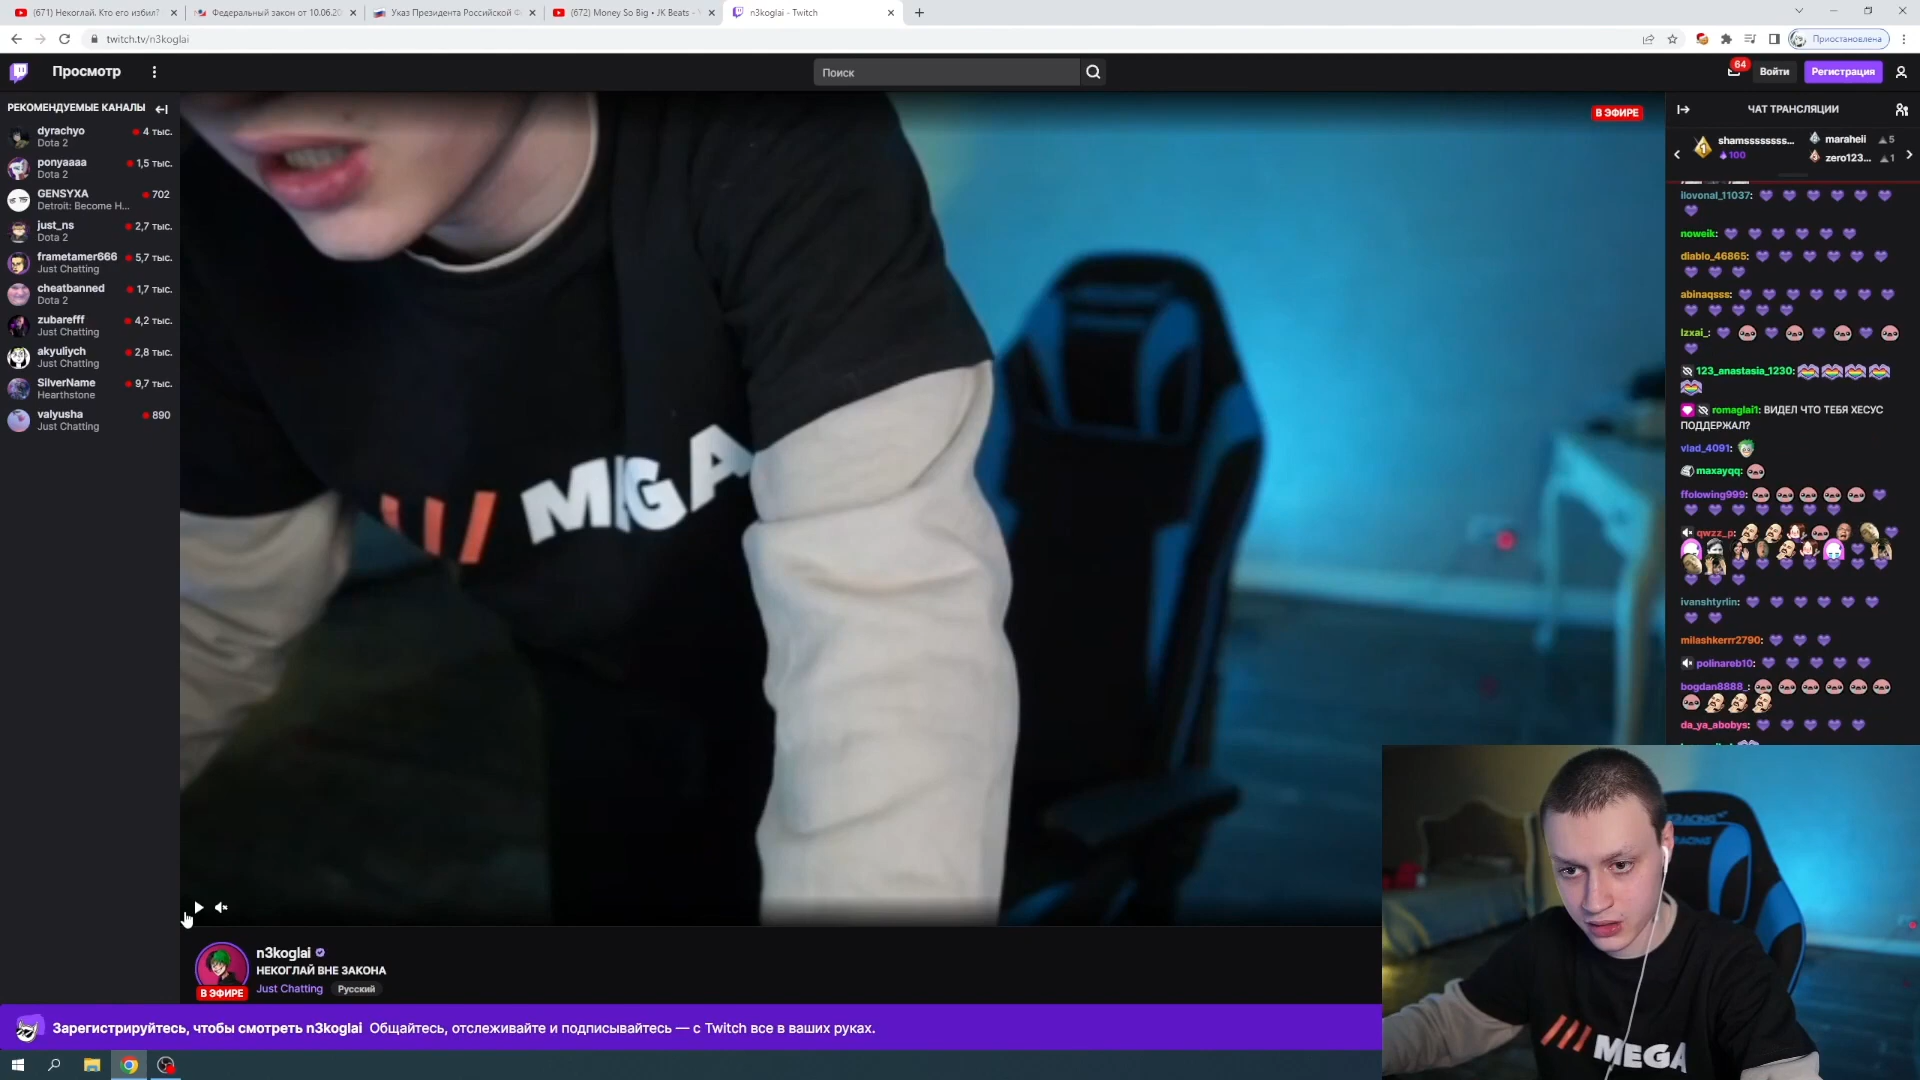 (671) Некоглай. Кто его избил?
Федеральный закон от 10.06.20
Указ Президента Российской Ф
(672) Money So Big • JK Beats -
n3koglai - Twitch
twitch.tv/n3koglai
Приостановлена
Просмотр
Поиск
64
Войти
Регистрация
РЕКОМЕНДУЕМЫЕ КАНАЛЫ
dyrachyo 4 тыс.
Dota 2
ponyaaaa 1,5 тыс.
Dota 2
GENSYXA 702
Detroit: Become H...
just_ns 2,7 тыс.
Dota 2
frametamer666 5,7 тыс.
Just Chatting
cheatbanned 1,7 тыс.
Dota 2
zubarefff 4,2 тыс.
Just Chatting
akyuliych 2,8 тыс.
Just Chatting
SilverName 9,7 тыс.
Hearthstone
valyusha 890
Just Chatting
В ЭФИРЕ
/// MEGA
ЧАТ ТРАНСЛЯЦИИ
1 shamssssssss... 100
maraheii 5
zero123... 1
ilovonal_11037:
noweik:
diablo_46865:
abinaqsss:
lzxai_:
123_anastasia_1230:
romaglai1: ВИДЕЛ ЧТО ТЕБЯ ХЕСУС
ПОДДЕРЖАЛ?
vlad_4091:
maxayqq:
ffolowing999:
qwzz_p:
ivanshtyrlin:
milashkerrr2790:
polinareb10:
bogdan8888_:
da_ya_abobys:
n3koglai
НЕКОГЛАЙ ВНЕ ЗАКОНА
Just Chatting Русский
В ЭФИРЕ
Зарегистрируйтесь, чтобы смотреть n3koglai Общайтесь, отслеживайте и подписывайтесь — с Twitch все в ваших руках.
RACING
/// MEGA